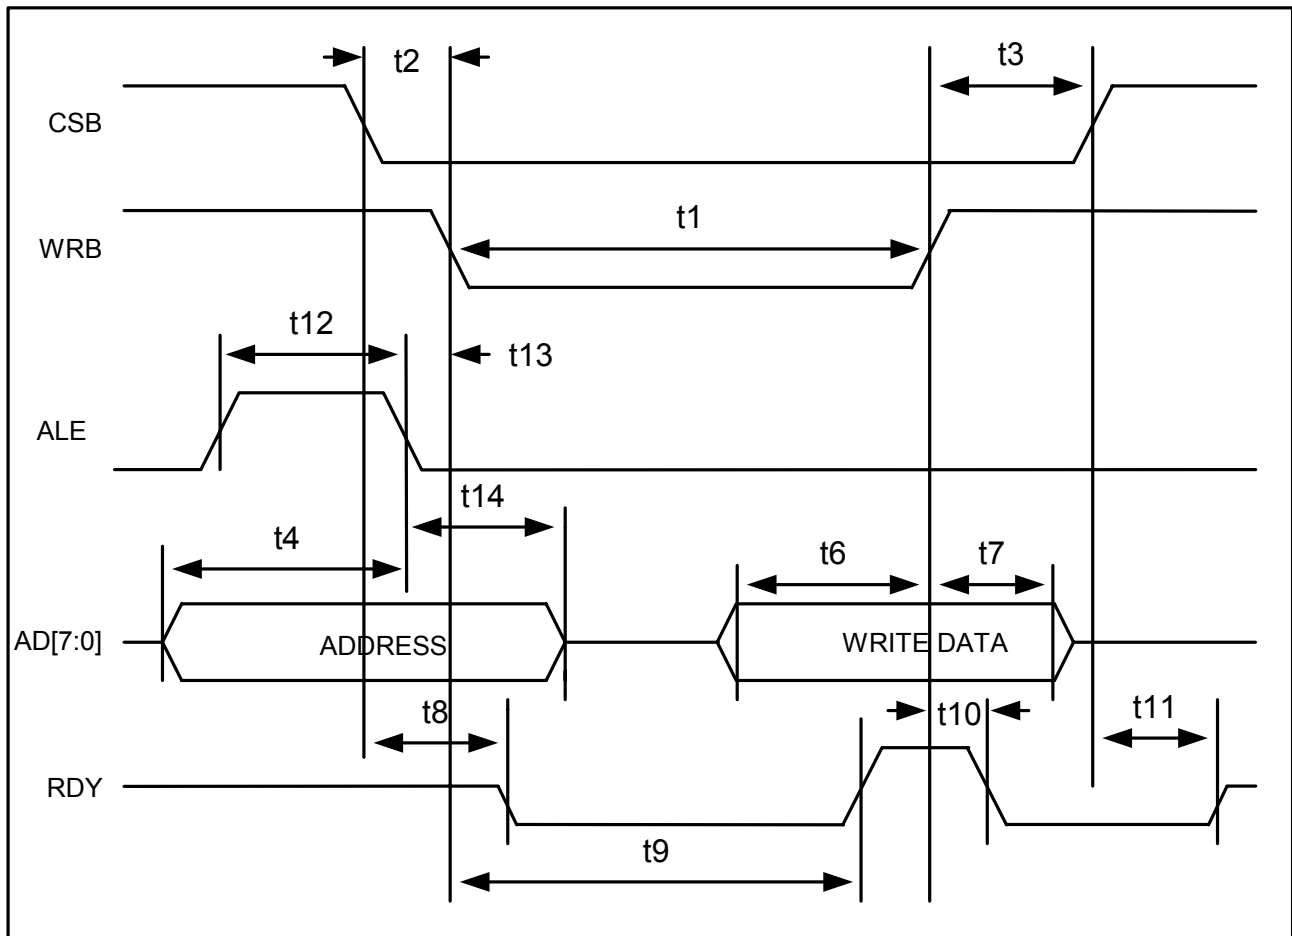 t2
t3
CSB
WRB
t1
t12
t13
ALE
t14
t4
t6
t7
AD[7:0]
ADDRESS
WRITE DATA
t8
t10
t11
RDY
t9